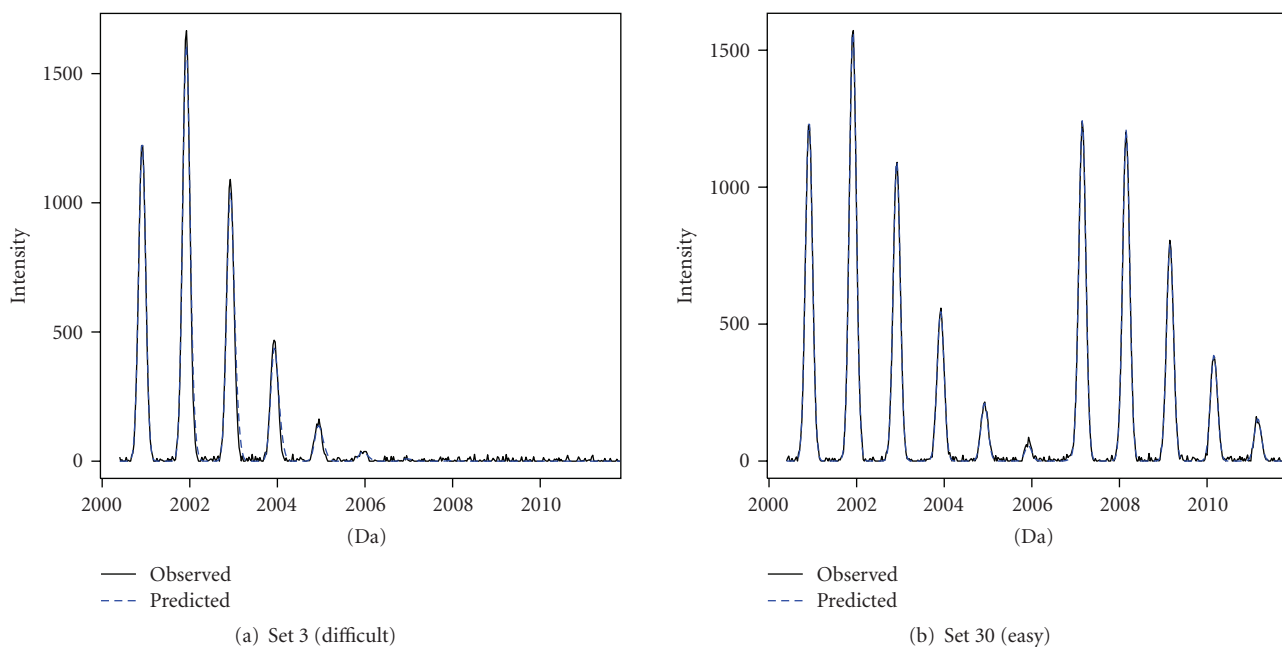 Intensity
1500
1000
500
0
2000 2002 2004 2006 2008 2010
(Da)
Observed
Predicted
(a) Set 3 (difficult)
Intensity
1500
1000
500
0
2000 2002 2004 2006 2008 2010
(Da)
Observed
Predicted
(b) Set 30 (easy)